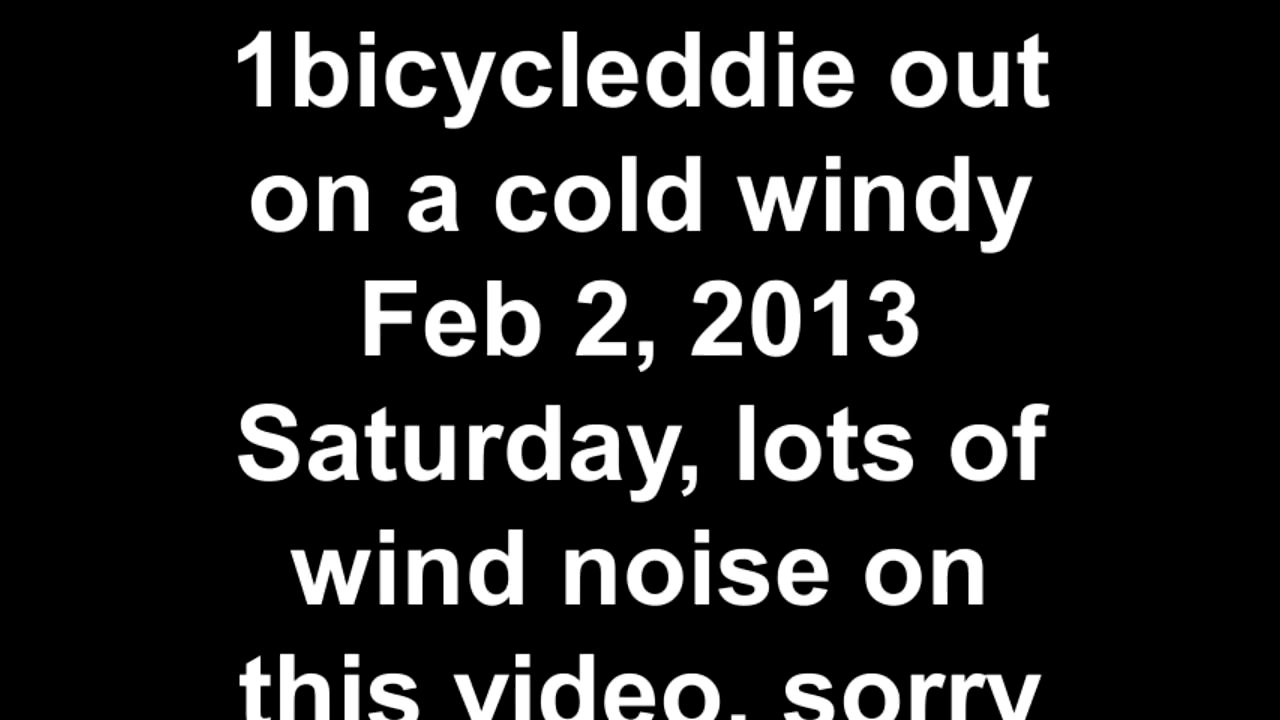 1bicycleddie out
on a cold windy
Feb 2, 2013
Saturday, lots of
wind noise on
this video, sorry